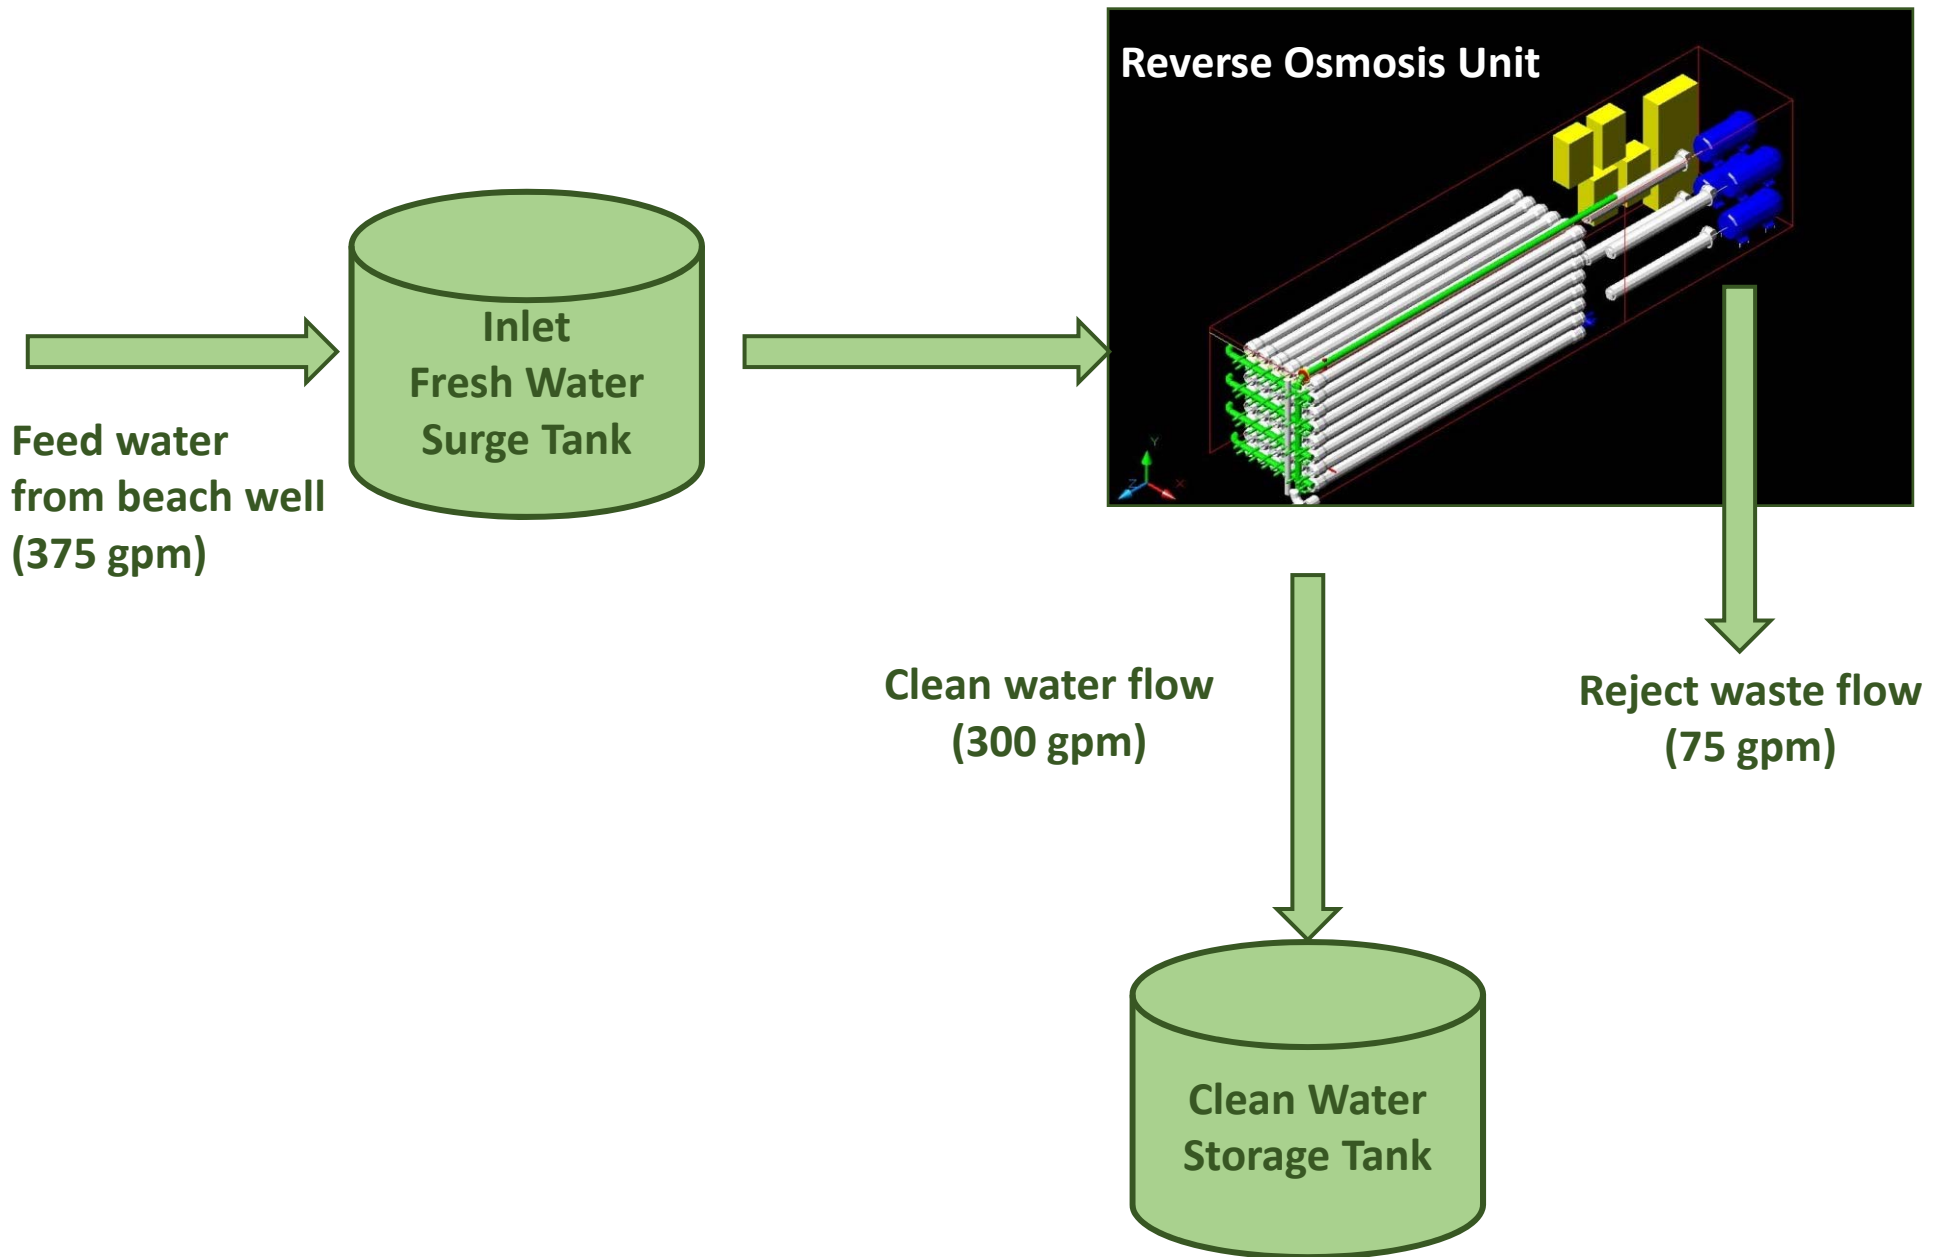 Reverse Osmosis Unit
Inlet
Fresh Water
Surge Tank
Feed water
from beach well
(375 gpm)
Y
Z
X
Clean water flow
(300 gpm)
Reject waste flow
(75 gpm)
Clean Water
Storage Tank